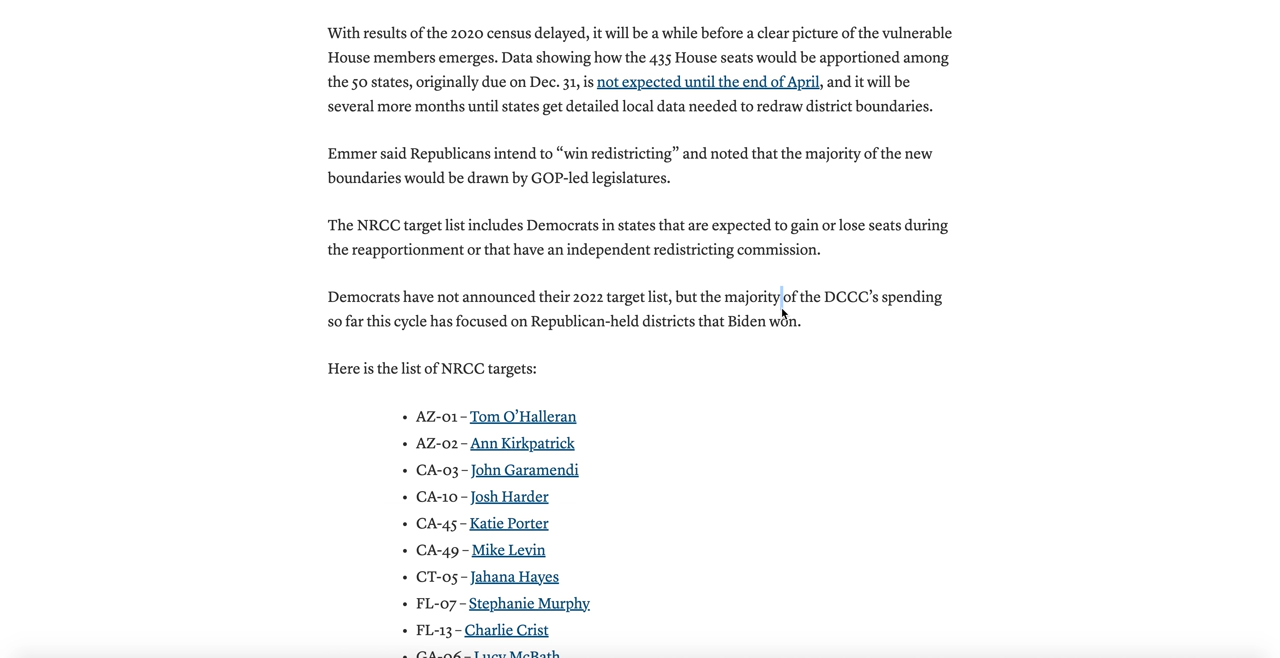 With results of the 2020 census delayed, it will be a while before a clear picture of the vulnerable
House members emerges. Data showing how the 435 House seats would be apportioned among
the 50 states, originally due on Dec. 31, is not expected until the end of April, and it will be
several more months until states get detailed local data needed to redraw district boundaries.
Emmer said Republicans intend to “win redistricting” and noted that the majority of the new
boundaries would be drawn by GOP-led legislatures.
The NRCC target list includes Democrats in states that are expected to gain or lose seats during
the reapportionment or that have an independent redistricting commission.
Democrats have not announced their 2022 target list, but the majority of the DCCC’s spending
so far this cycle has focused on Republican-held districts that Biden won.
Here is the list of NRCC targets:
• AZ-01 – Tom O’Halleran
• AZ-02 – Ann Kirkpatrick
• CA-03 – John Garamendi
• CA-10 – Josh Harder
• CA-45 – Katie Porter
• CA-49 – Mike Levin
• CT-05 – Jahana Hayes
• FL-07 – Stephanie Murphy
• FL-13 – Charlie Crist
• GA-06 – Lucy McBath